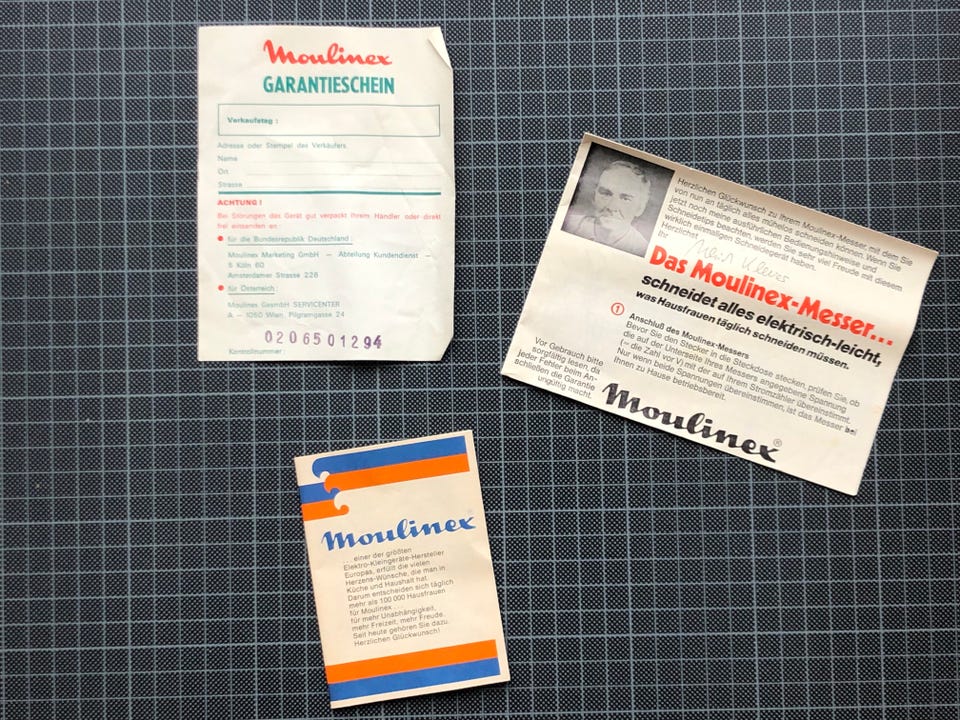 Moulinex
GARANTIESCHEIN
Verkaufstag :
Adresse oder Stempel des Verkäufers
Name
Ort
Strasse
ACHTUNG !
Bei Störungen das Gerät gut verpackt Ihrem Händler oder direkt
frei einsenden an :
für die Bundesrepublik Deutschland :
Moulinex Marketing GmbH — Abteilung Kundendienst —
5 Köln 60
Amsterdamer Strasse 228
für Österreich :
Moulinex GesmbH SERVICENTER
A — 1050 Wien, Pilgramgasse 24
0206501294
Kontrollnummer :
Herzlichen Glückwunsch zu Ihrem Moulinex-Messer, mit dem Sie
von nun an täglich alles mühelos schneiden können. Wenn Sie
jetzt noch meine ausführlichen Bedienungshinweise und
Schneidetips beachten, werden Sie sehr viel Freude mit diesem
wirklich einmaligen Schneidgerät haben.
Herzlichst
Ihr
Das Moulinex-Messer...
schneidet alles elektrisch-leicht,
was Hausfrauen täglich schneiden müssen.
① Anschluß des Moulinex-Messers
Bevor Sie den Stecker in die Steckdose stecken, prüfen Sie, ob
die auf der Unterseite Ihres Messers angegebene Spannung
(– die Zahl vor V) mit der auf Ihrem Stromzähler übereinstimmt.
Nur wenn beide Spannungen übereinstimmen, ist das Messer bei
Ihnen zu Hause betriebsbereit.
Vor Gebrauch bitte
sorgfältig lesen, da
jeder Fehler beim An-
schließen die Garantie
ungültig macht.
Moulinex®
Moulinex®
... einer der größten
Elektro-Kleingeräte-Hersteller
Europas, erfüllt die vielen
Herzens-Wünsche, die man in
Küche und Haushalt hat.
Darum entscheiden sich täglich
mehr als 100 000 Hausfrauen
für Moulinex ...
für mehr Unabhängigkeit,
mehr Freizeit, mehr Freude.
Seit heute gehören Sie dazu.
Herzlichen Glückwunsch!